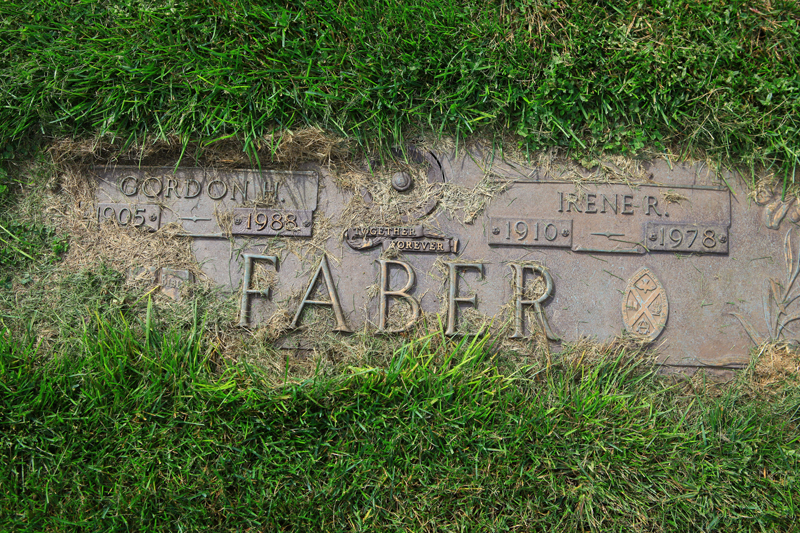 GORDON H.
1905 1988
TOGETHER
FOREVER
IRENE R.
1910 1978
FABER